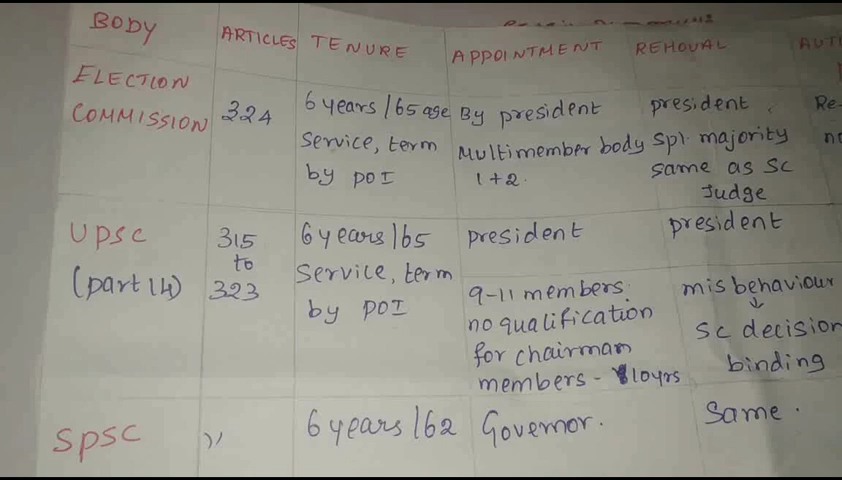 BODY ARTICLES TENURE APPOINTMENT REMOVAL
ELECTION COMMISSION 324 6 years/65 age service, term by POI By president Multimember body 1+2. president spl majority same as SC Judge
UPSC (part 14) 315 to 323 6 years/65 service, term by POI president 9-11 members. no qualification for chairman members - 10yrs president misbehaviour ↓ SC decision binding
SPSC " 6 years/62 Governor. Same.